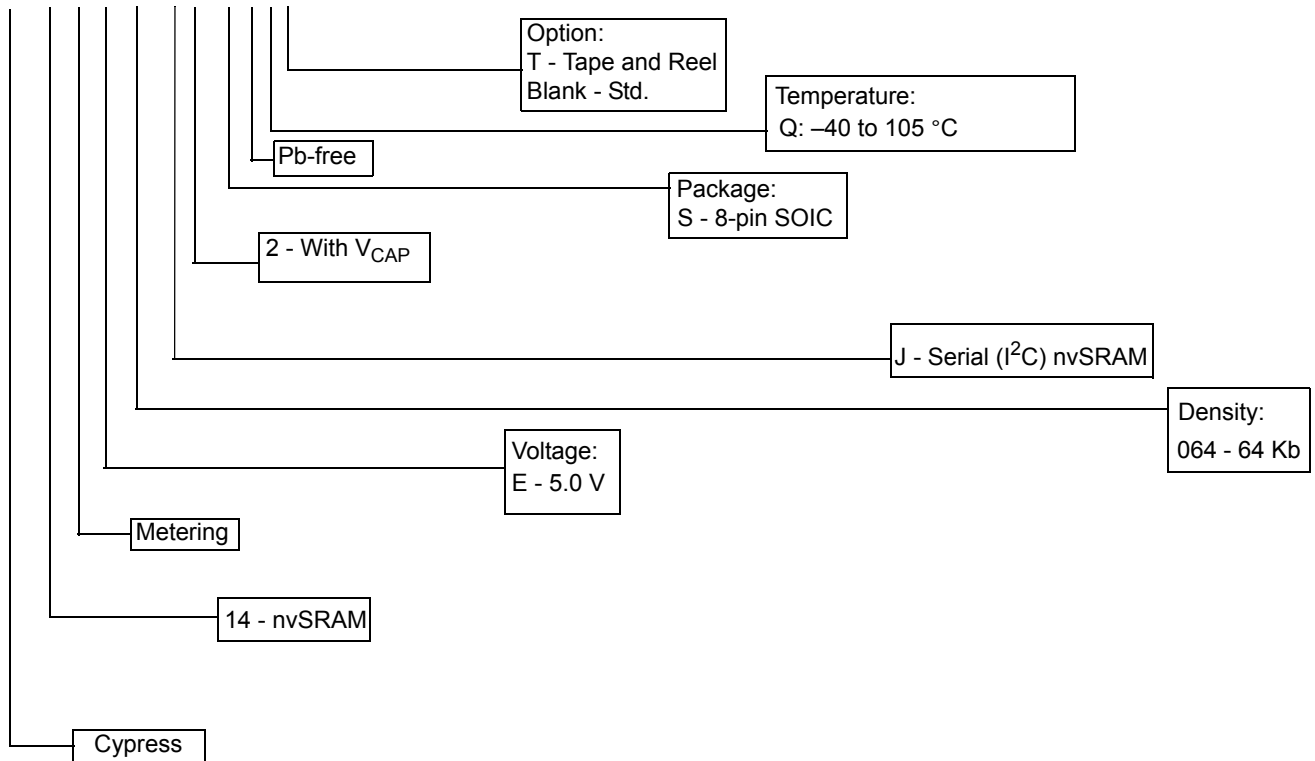 Option:
T - Tape and Reel
Blank - Std.
Temperature:
Q: –40 to 105 °C
Pb-free
Package:
S - 8-pin SOIC
2 - With VCAP
J - Serial (I2C) nvSRAM
Density:
064 - 64 Kb
Voltage:
E - 5.0 V
Metering
14 - nvSRAM
Cypress